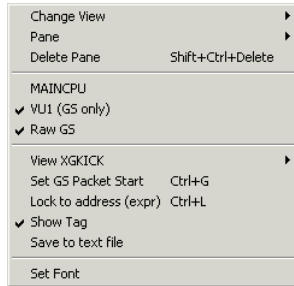 Change View
Pane
Delete Pane Shift+Ctrl+Delete
MAINCPU
VU1 (GS only)
Raw GS
View XGKICK
Set GS Packet Start Ctrl+G
Lock to address (expr) Ctrl+L
Show Tag
Save to text file
Set Font